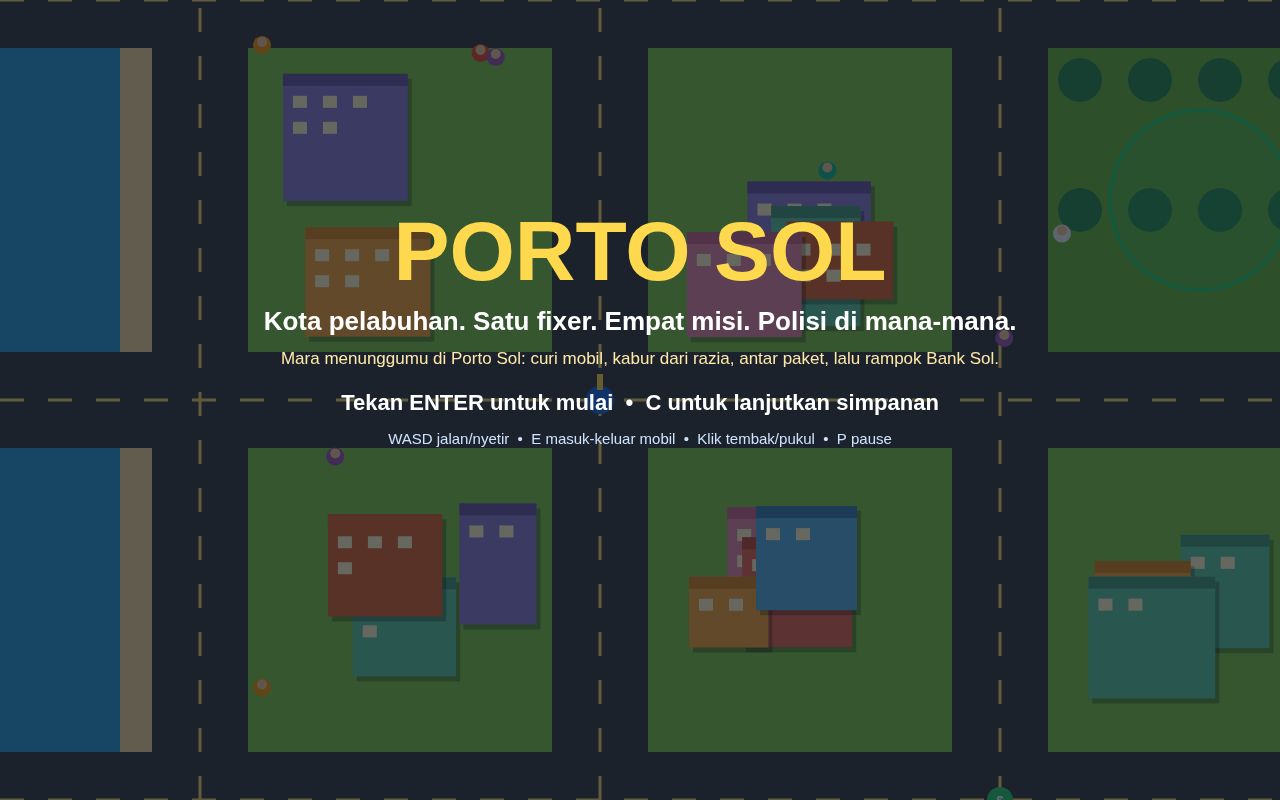 PORTO SOL
Kota pelabuhan. Satu fixer. Empat misi. Polisi di mana-mana.
Mara menunggumu di Porto Sol: curi mobil, kabur dari razia, antar paket, lalu rampok Bank Sol.
Tekan ENTER untuk mulai • C untuk lanjutkan simpanan
WASD jalan/nyetir • E masuk-keluar mobil • Klik tembak/pukul • P pause